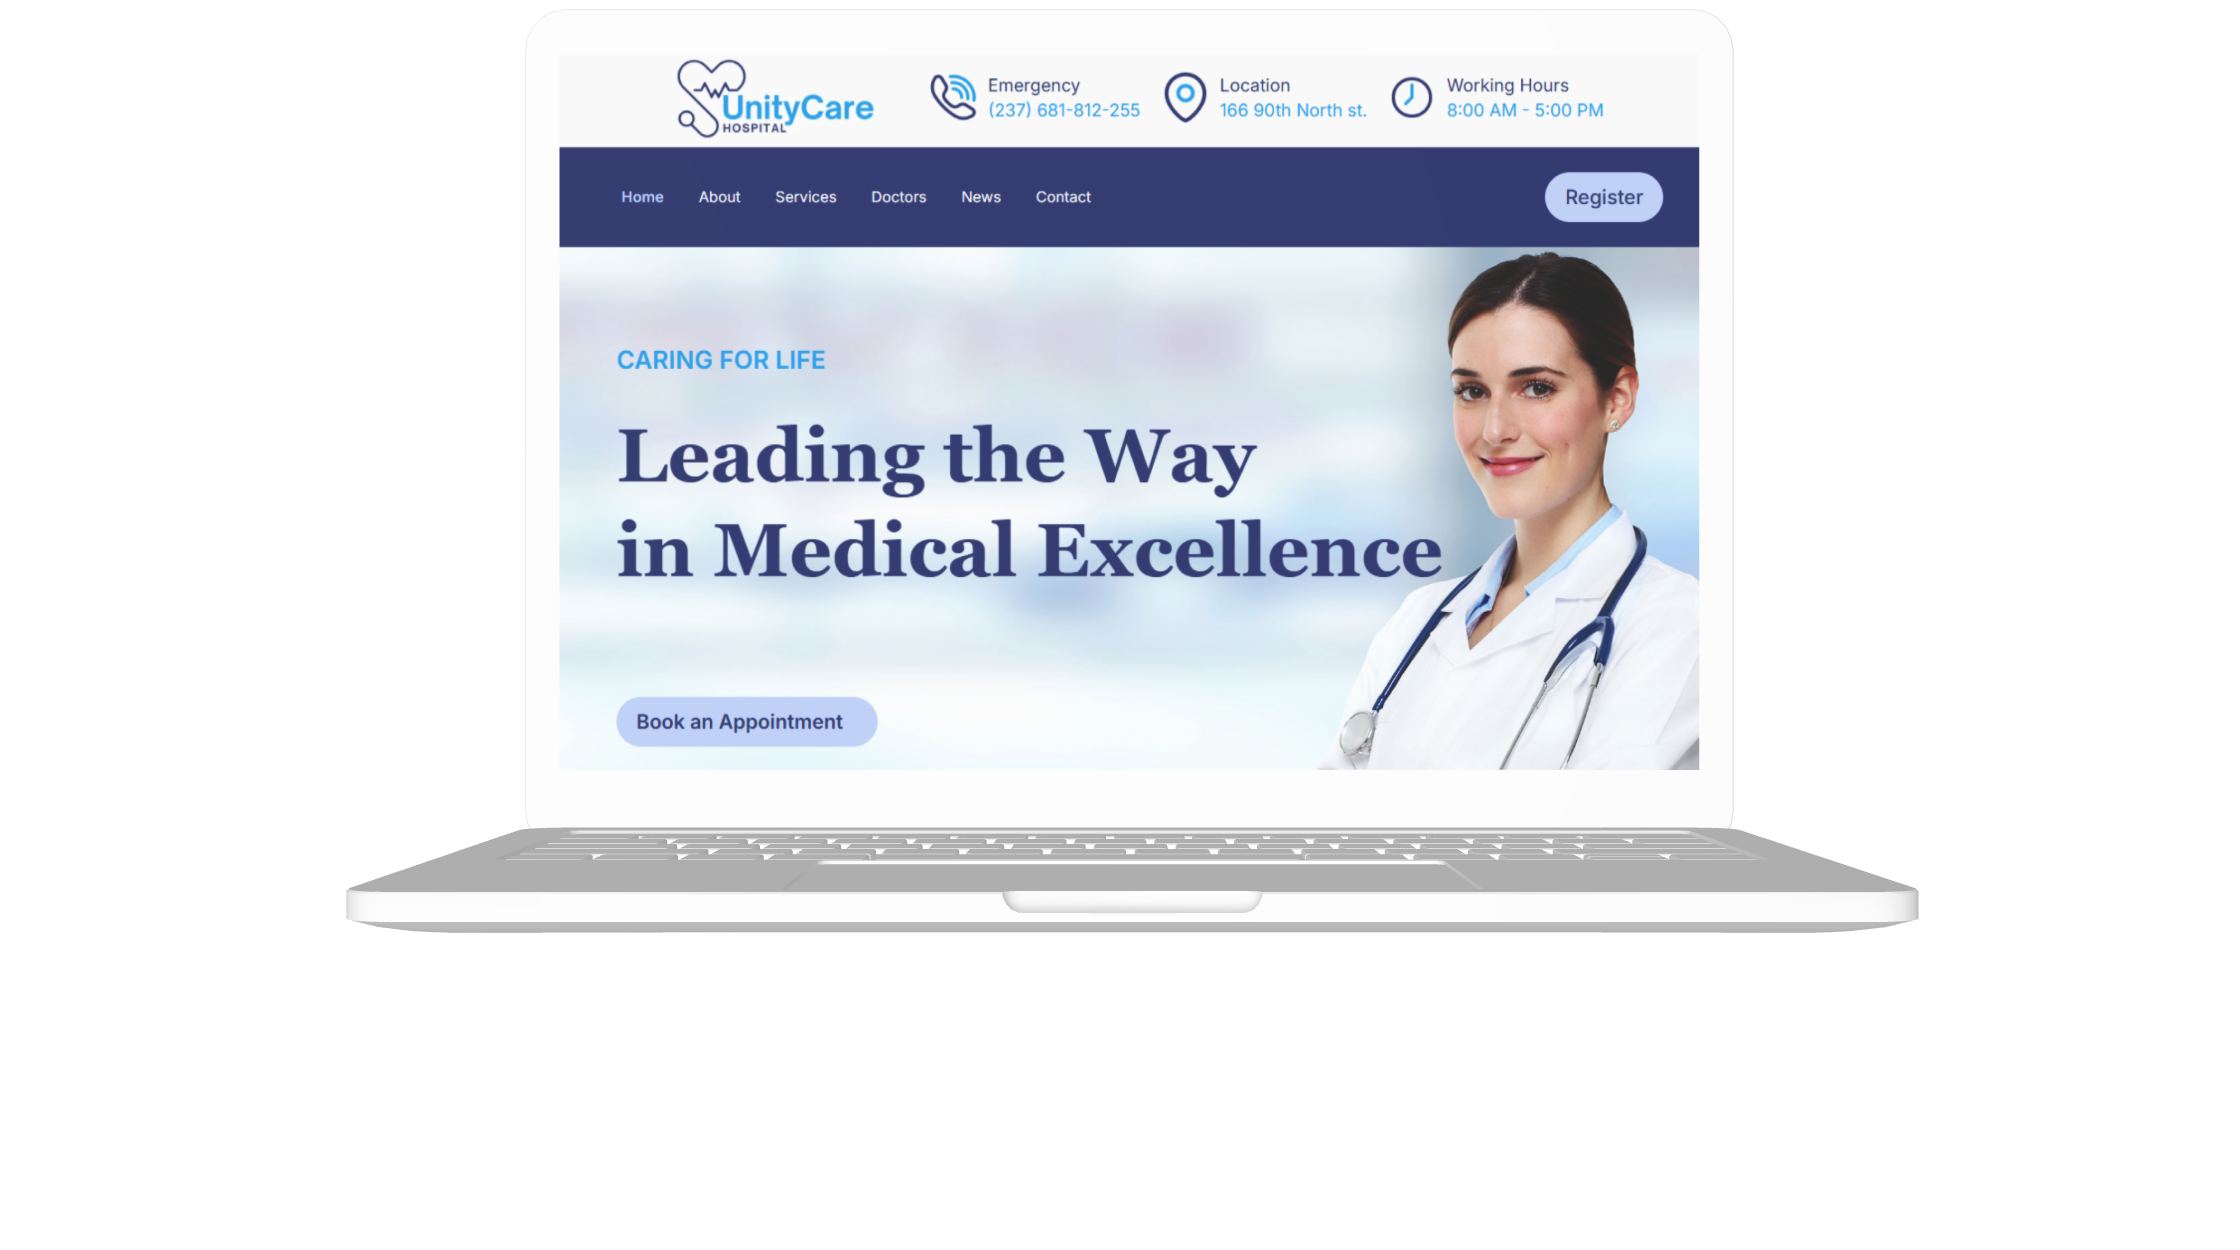 UnityCare
HOSPITAL
Emergency
(237) 681-812-255
Location
166 90th North st.
Working Hours
8:00 AM - 5:00 PM
Home About Services Doctors News Contact Register
CARING FOR LIFE
Leading the Way
in Medical Excellence
Book an Appointment